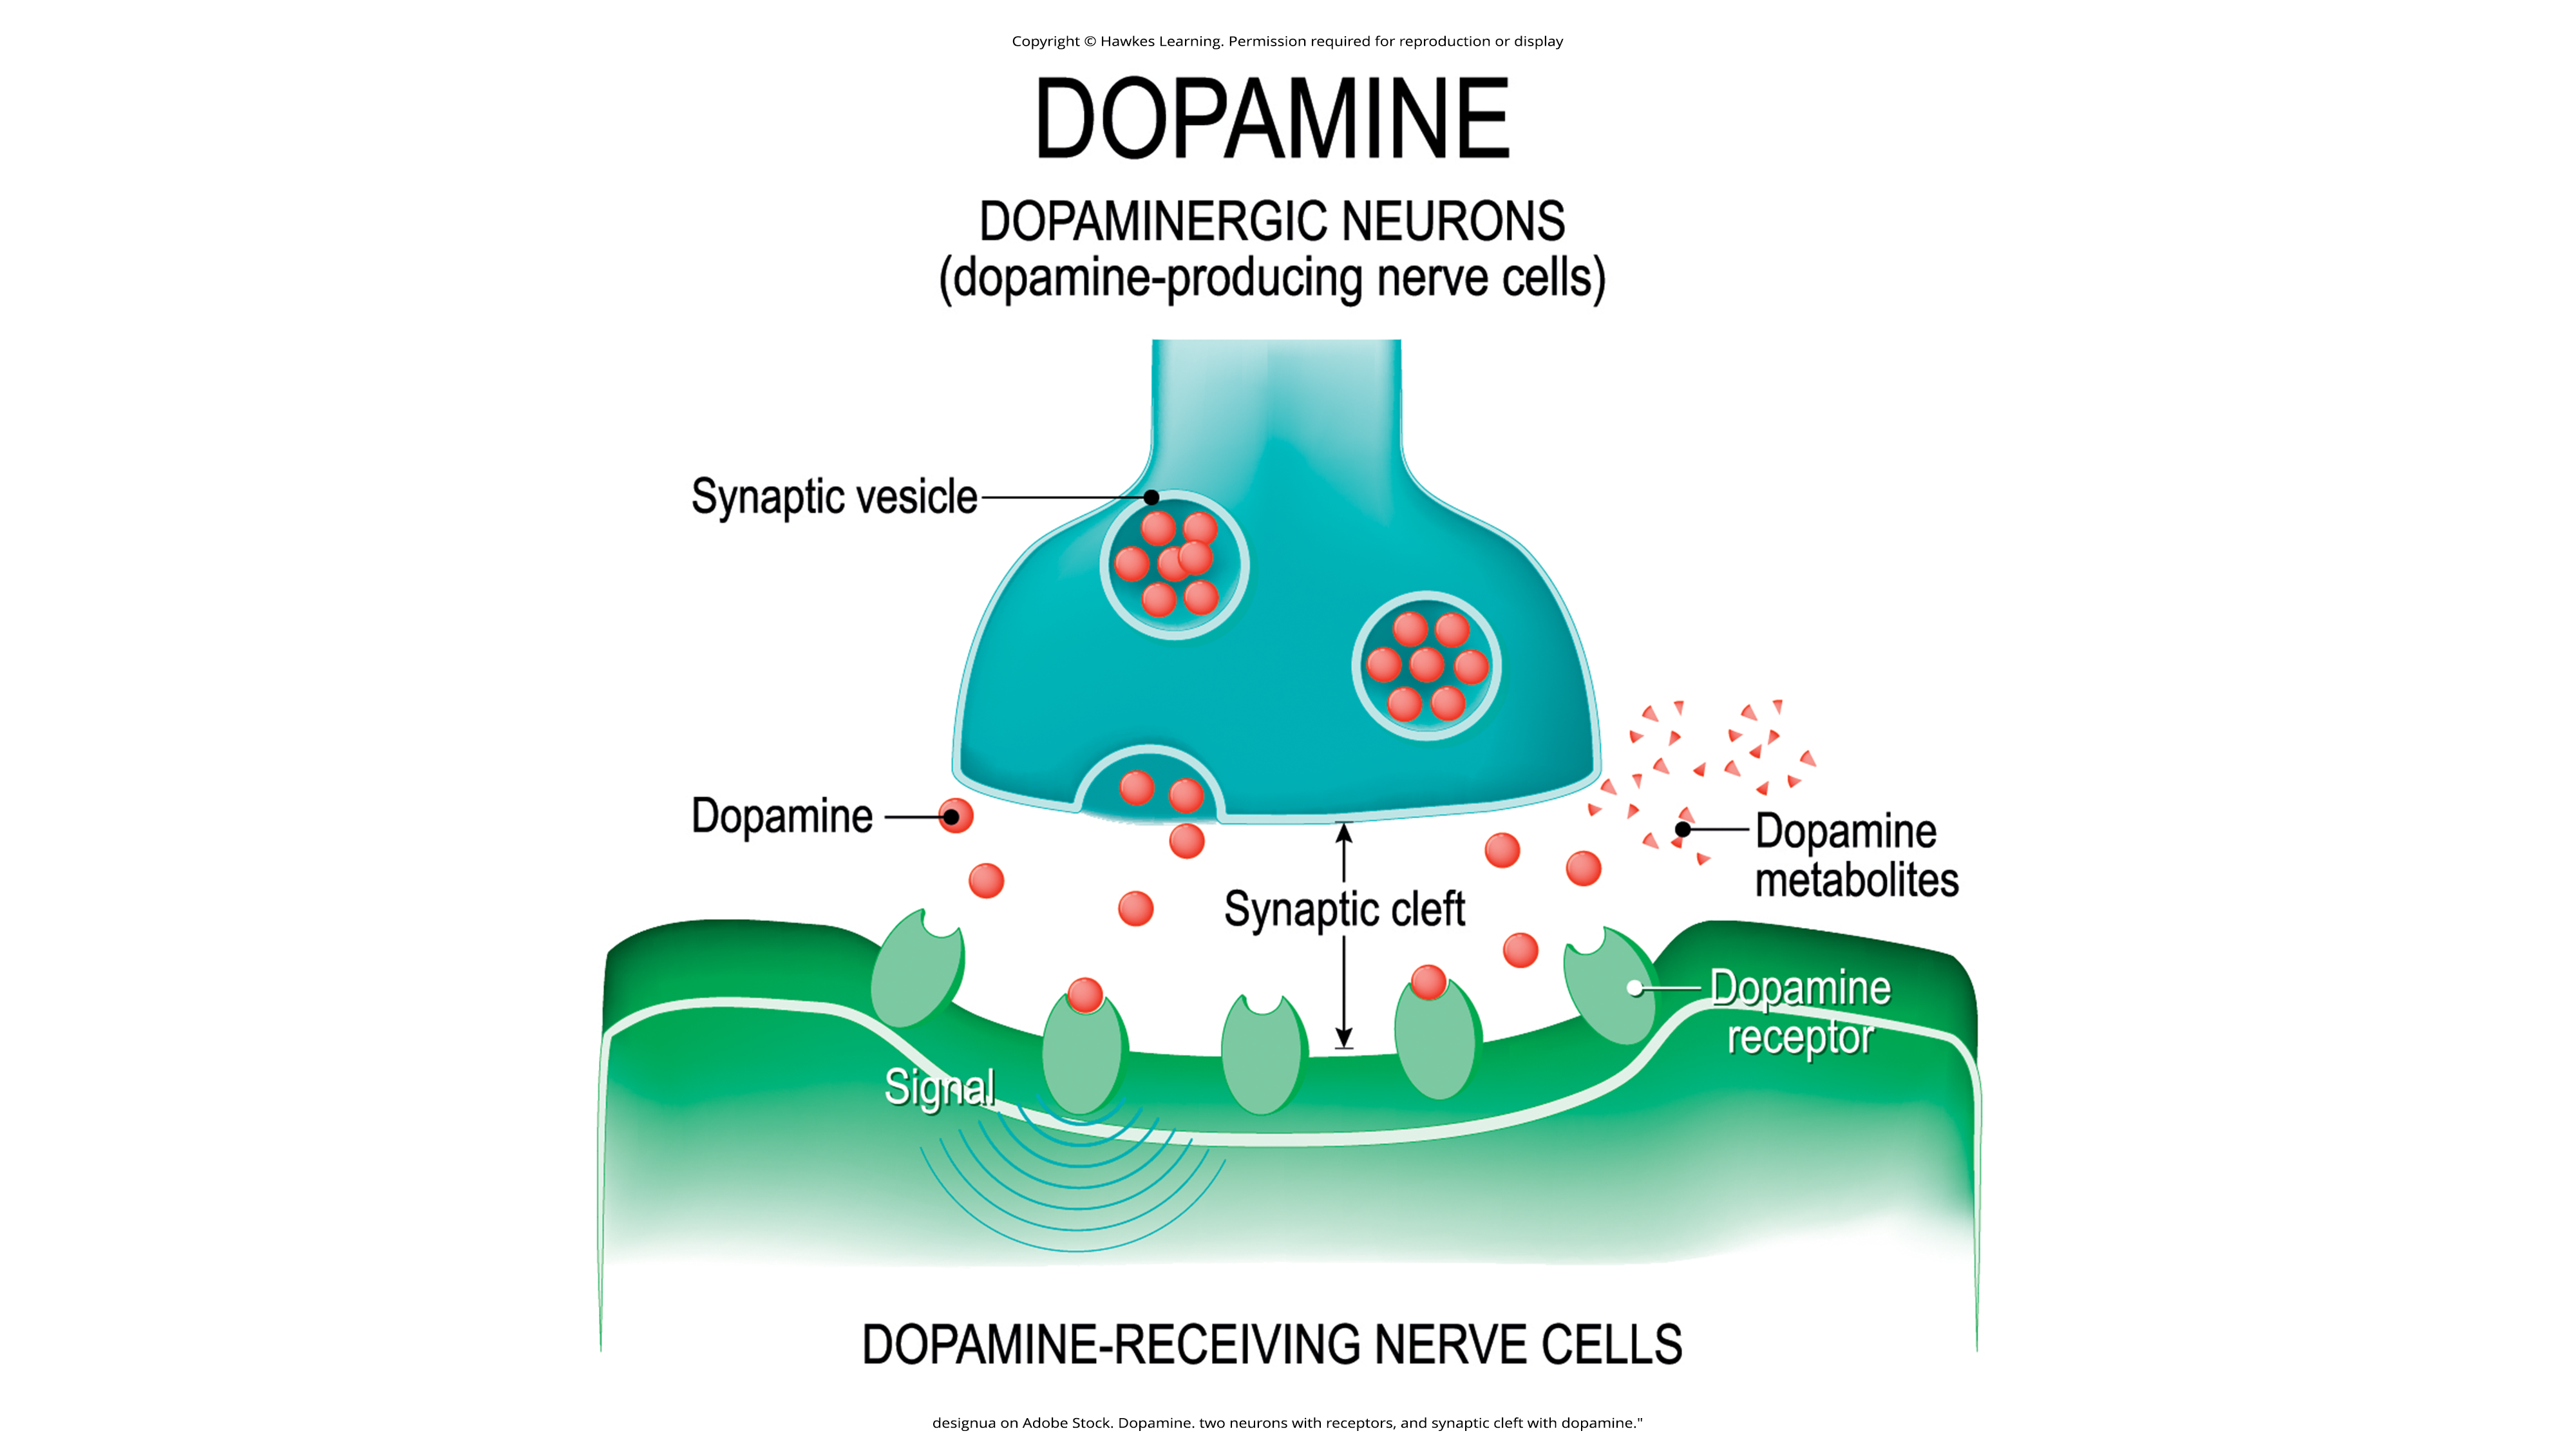 Copyright © Hawkes Learning. Permission required for reproduction or display
DOPAMINE
DOPAMINERGIC NEURONS
(dopamine-producing nerve cells)
Synaptic vesicle
Dopamine
Dopamine
metabolites
Synaptic cleft
Dopamine
receptor
Signal
DOPAMINE-RECEIVING NERVE CELLS
designua on Adobe Stock. Dopamine. two neurons with receptors, and synaptic cleft with dopamine."